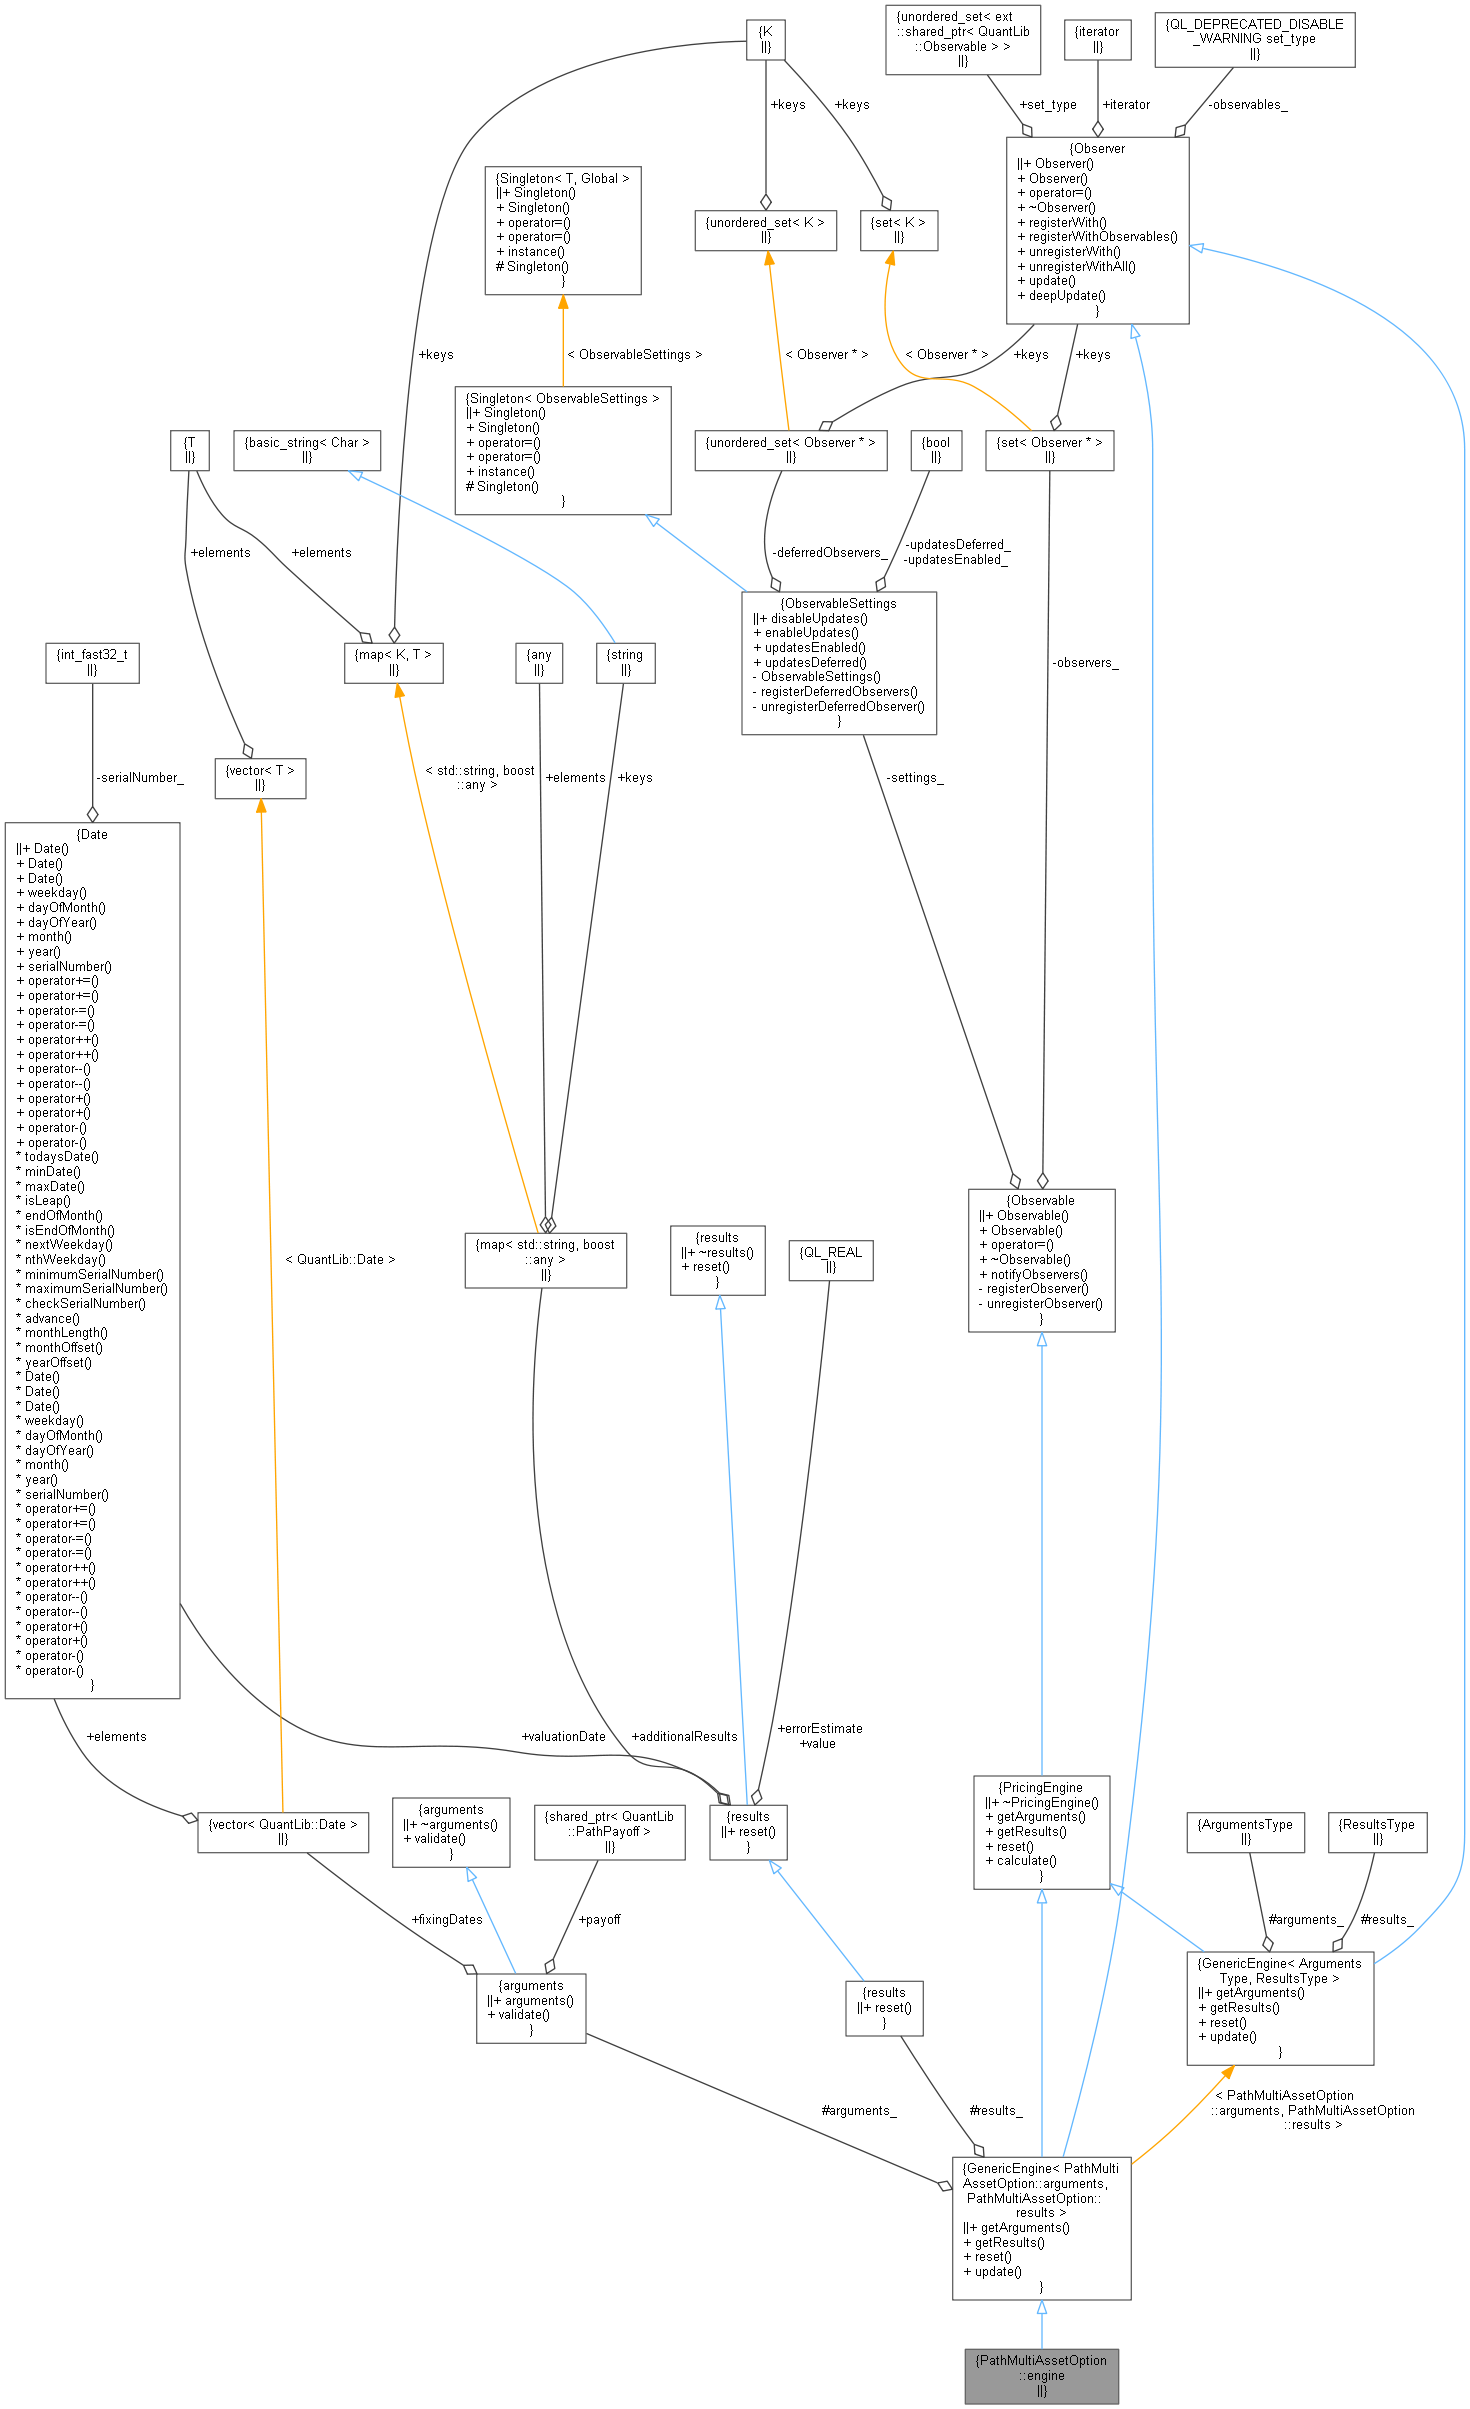 {K
||}
{unordered_set< ext
::shared_ptr< QuantLib
::Observable > >
||}
{iterator
||}
{QL_DEPRECATED_DISABLE
_WARNING set_type
||}
+keys
+keys
+set_type
+iterator
-observables_
{Observer
||+ Observer()
+ Observer()
+ operator=()
+ ~Observer()
+ registerWith()
+ registerWithObservables()
+ unregisterWith()
+ unregisterWithAll()
+ update()
+ deepUpdate()
}
{Singleton< T, Global >
||+ Singleton()
+ Singleton()
+ operator=()
+ operator=()
+ instance()
# Singleton()
}
{unordered_set< K >
||}
{set< K >
||}
+keys
< ObservableSettings >
< Observer * >
< Observer * >
+keys
+keys
{Singleton< ObservableSettings >
||+ Singleton()
+ Singleton()
+ operator=()
+ operator=()
+ instance()
# Singleton()
}
{T
||}
{basic_string< Char >
||}
{unordered_set< Observer * >
||}
{bool
||}
{set< Observer * >
||}
+elements
+elements
-deferredObservers_
-updatesDeferred_
-updatesEnabled_
{ObservableSettings
||+ disableUpdates()
+ enableUpdates()
+ updatesEnabled()
+ updatesDeferred()
- ObservableSettings()
- registerDeferredObservers()
- unregisterDeferredObserver()
}
-observers_
{int_fast32_t
||}
{map< K, T >
||}
{any
||}
{string
||}
-serialNumber_
{vector< T >
||}
< std::string, boost
::any >
+elements
+keys
-settings_
{Date
||+ Date()
+ Date()
+ Date()
+ weekday()
+ dayOfMonth()
+ dayOfYear()
+ month()
+ year()
+ serialNumber()
+ operator+=()
+ operator+=()
+ operator-=()
+ operator-=()
+ operator++()
+ operator++()
+ operator--()
+ operator--()
+ operator+()
+ operator+()
+ operator-()
+ operator-()
* todaysDate()
* minDate()
* maxDate()
* isLeap()
* endOfMonth()
* isEndOfMonth()
* nextWeekday()
* nthWeekday()
* minimumSerialNumber()
* maximumSerialNumber()
* checkSerialNumber()
* advance()
* monthLength()
* monthOffset()
* yearOffset()
* Date()
* Date()
* Date()
* weekday()
* dayOfMonth()
* dayOfYear()
* month()
* year()
* serialNumber()
* operator+=()
* operator+=()
* operator-=()
* operator-=()
* operator++()
* operator++()
* operator--()
* operator--()
* operator+()
* operator+()
* operator-()
* operator-()
}
< QuantLib::Date >
{map< std::string, boost
::any >
||}
{results
||+ ~results()
+ reset()
}
{QL_REAL
||}
{Observable
||+ Observable()
+ Observable()
+ operator=()
+ ~Observable()
+ notifyObservers()
- registerObserver()
- unregisterObserver()
}
+elements
+valuationDate
+additionalResults
+errorEstimate
+value
{vector< QuantLib::Date >
||}
{arguments
||+ ~arguments()
+ validate()
}
{shared_ptr< QuantLib
::PathPayoff >
||}
{results
||+ reset()
}
{PricingEngine
||+ ~PricingEngine()
+ getArguments()
+ getResults()
+ reset()
+ calculate()
}
{ArgumentsType
||}
{ResultsType
||}
+fixingDates
+payoff
#arguments_
#results_
{arguments
||+ arguments()
+ validate()
}
{results
||+ reset()
}
{GenericEngine< Arguments
Type, ResultsType >
||+ getArguments()
+ getResults()
+ reset()
+ update()
}
#arguments_
#results_
< PathMultiAssetOption
::arguments, PathMultiAssetOption
::results >
{GenericEngine< PathMulti
AssetOption::arguments,
PathMultiAssetOption::
results >
||+ getArguments()
+ getResults()
+ reset()
+ update()
}
{PathMultiAssetOption
::engine
||}